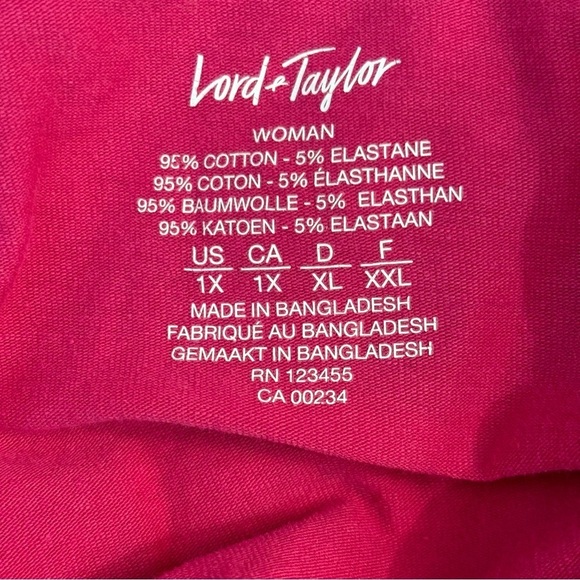 Lord + Taylor
WOMAN
95% COTTON - 5% ELASTANE
95% COTON - 5% ÉLASTHANNE
95% BAUMWOLLE - 5% ELASTHAN
95% KATOEN - 5% ELASTAAN
US CA D F
1X 1X XL XXL
MADE IN BANGLADESH
FABRIQUÉ AU BANGLADESH
GEMAAKT IN BANGLADESH
RN 123455
CA 00234